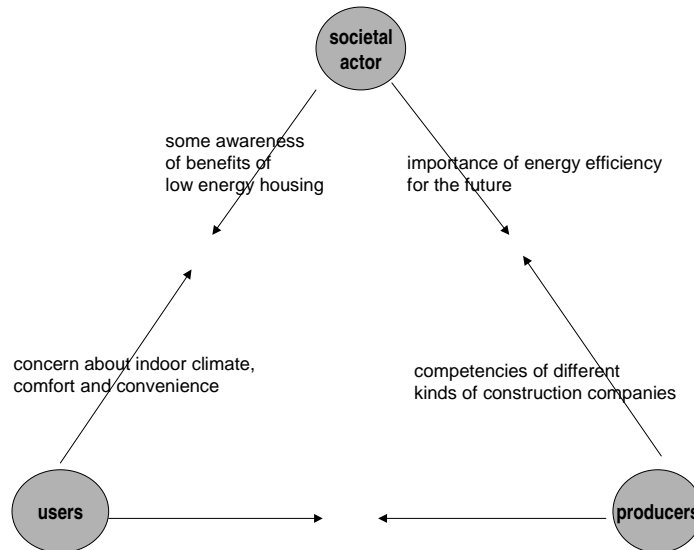 societal
actor
some awareness
of benefits of
low energy housing
importance of energy efficiency
for the future
concern about indoor climate,
comfort and convenience
competencies of different
kinds of construction companies
users
producers